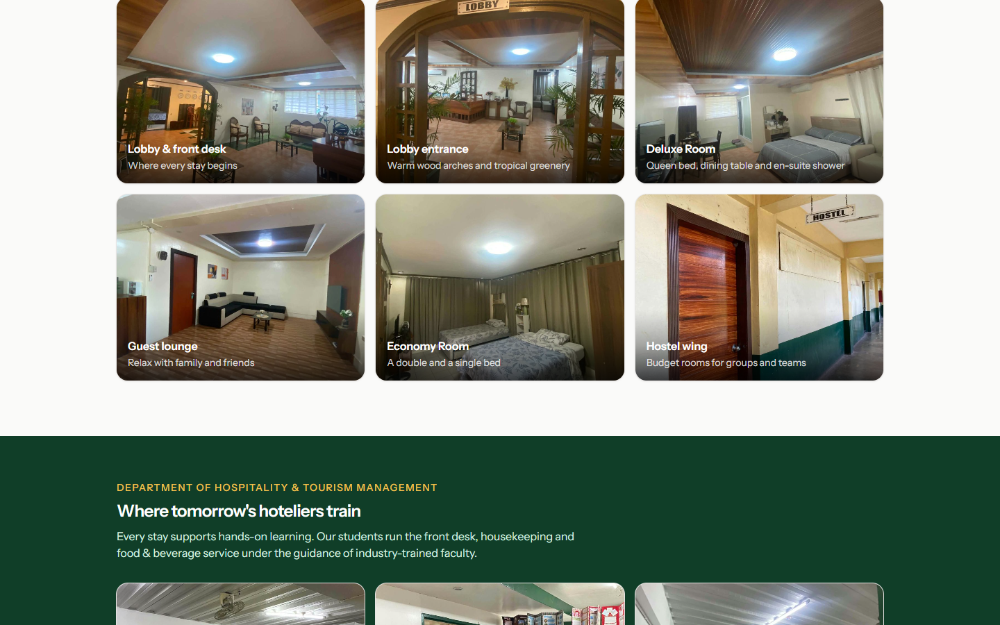 LOBBY
Lobby & front desk
Where every stay begins
Lobby entrance
Warm wood arches and tropical greenery
Deluxe Room
Queen bed, dining table and en-suite shower
HOSTEL
Guest lounge
Relax with family and friends
Economy Room
A double and a single bed
Hostel wing
Budget rooms for groups and teams
DEPARTMENT OF HOSPITALITY & TOURISM MANAGEMENT
Where tomorrow's hoteliers train
Every stay supports hands-on learning. Our students run the front desk, housekeeping and
food & beverage service under the guidance of industry-trained faculty.